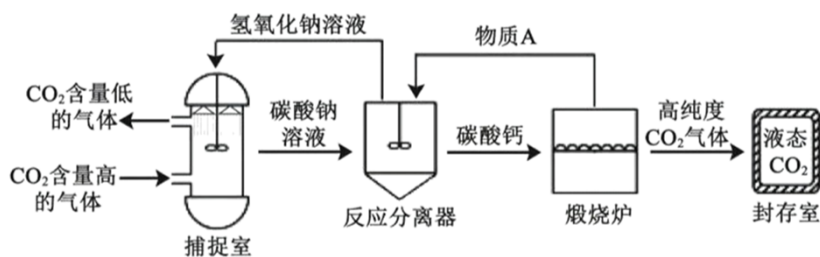 氢氧化钠溶液
物质A
CO₂含量低
的气体
CO₂含量高
的气体
碳酸钠
溶液
碳酸钙
高纯度
CO₂气体
液态
CO₂
捕捉室
反应分离器
煅烧炉
封存室